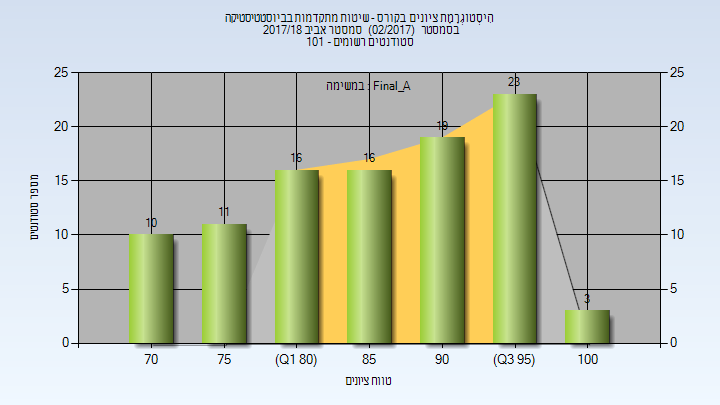 היסטוגרמת ציונים בקורס - שיטות מתקדמות בביוסטטיסטיקה
בסמסטר (02/2017) סמסטר אביב 2017/18
סטודנטים רשומים - 101
במשימה : Final_A
מספר סטודנטים
25 25
20 20
15 15
10 10
5 5
0 0
10 11 16 16 19 23 3
70 75 (Q1 80) 85 90 (Q3 95) 100
טווח ציונים